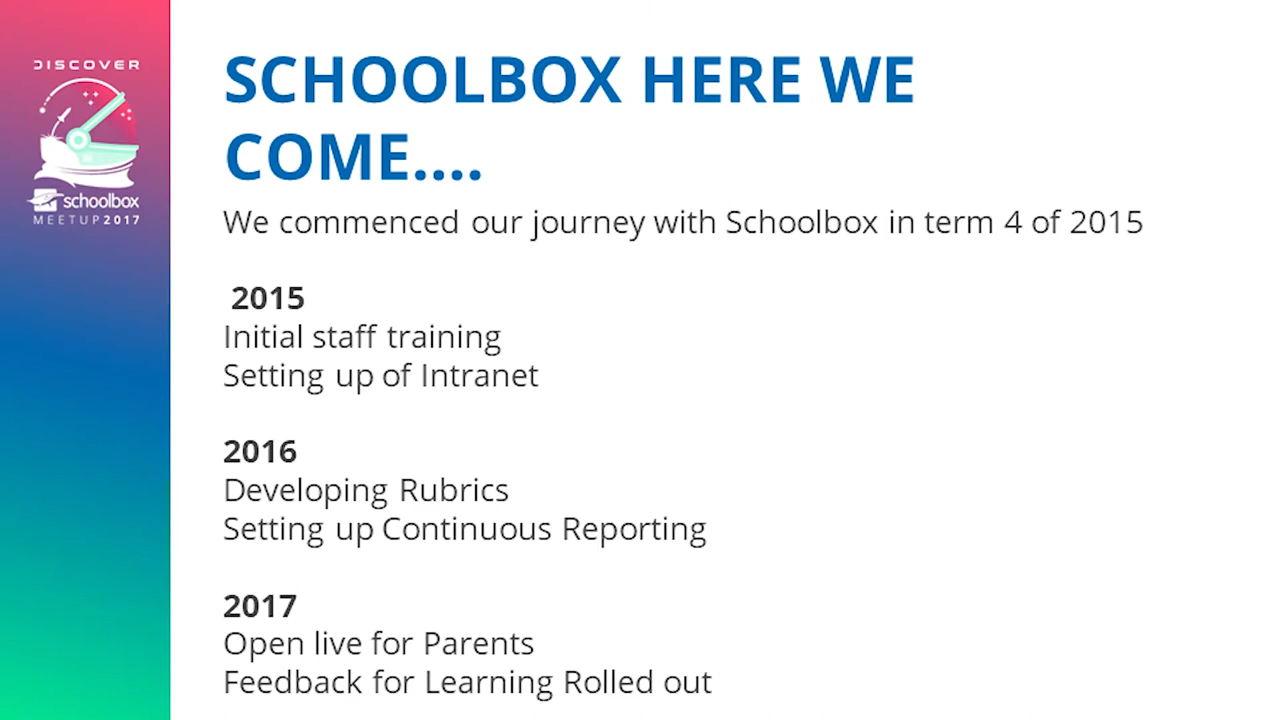 DISCOVER
schoolbox
MEETUP2017
SCHOOLBOX HERE WE
COME....
We commenced our journey with Schoolbox in term 4 of 2015
2015
Initial staff training
Setting up of Intranet
2016
Developing Rubrics
Setting up Continuous Reporting
2017
Open live for Parents
Feedback for Learning Rolled out